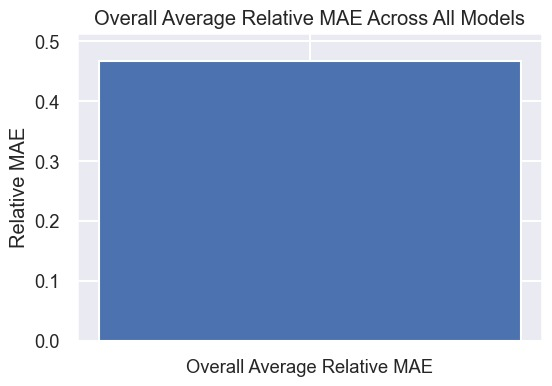 Overall Average Relative MAE Across All Models
Relative MAE
0.5
0.4
0.3
0.2
0.1
0.0
Overall Average Relative MAE